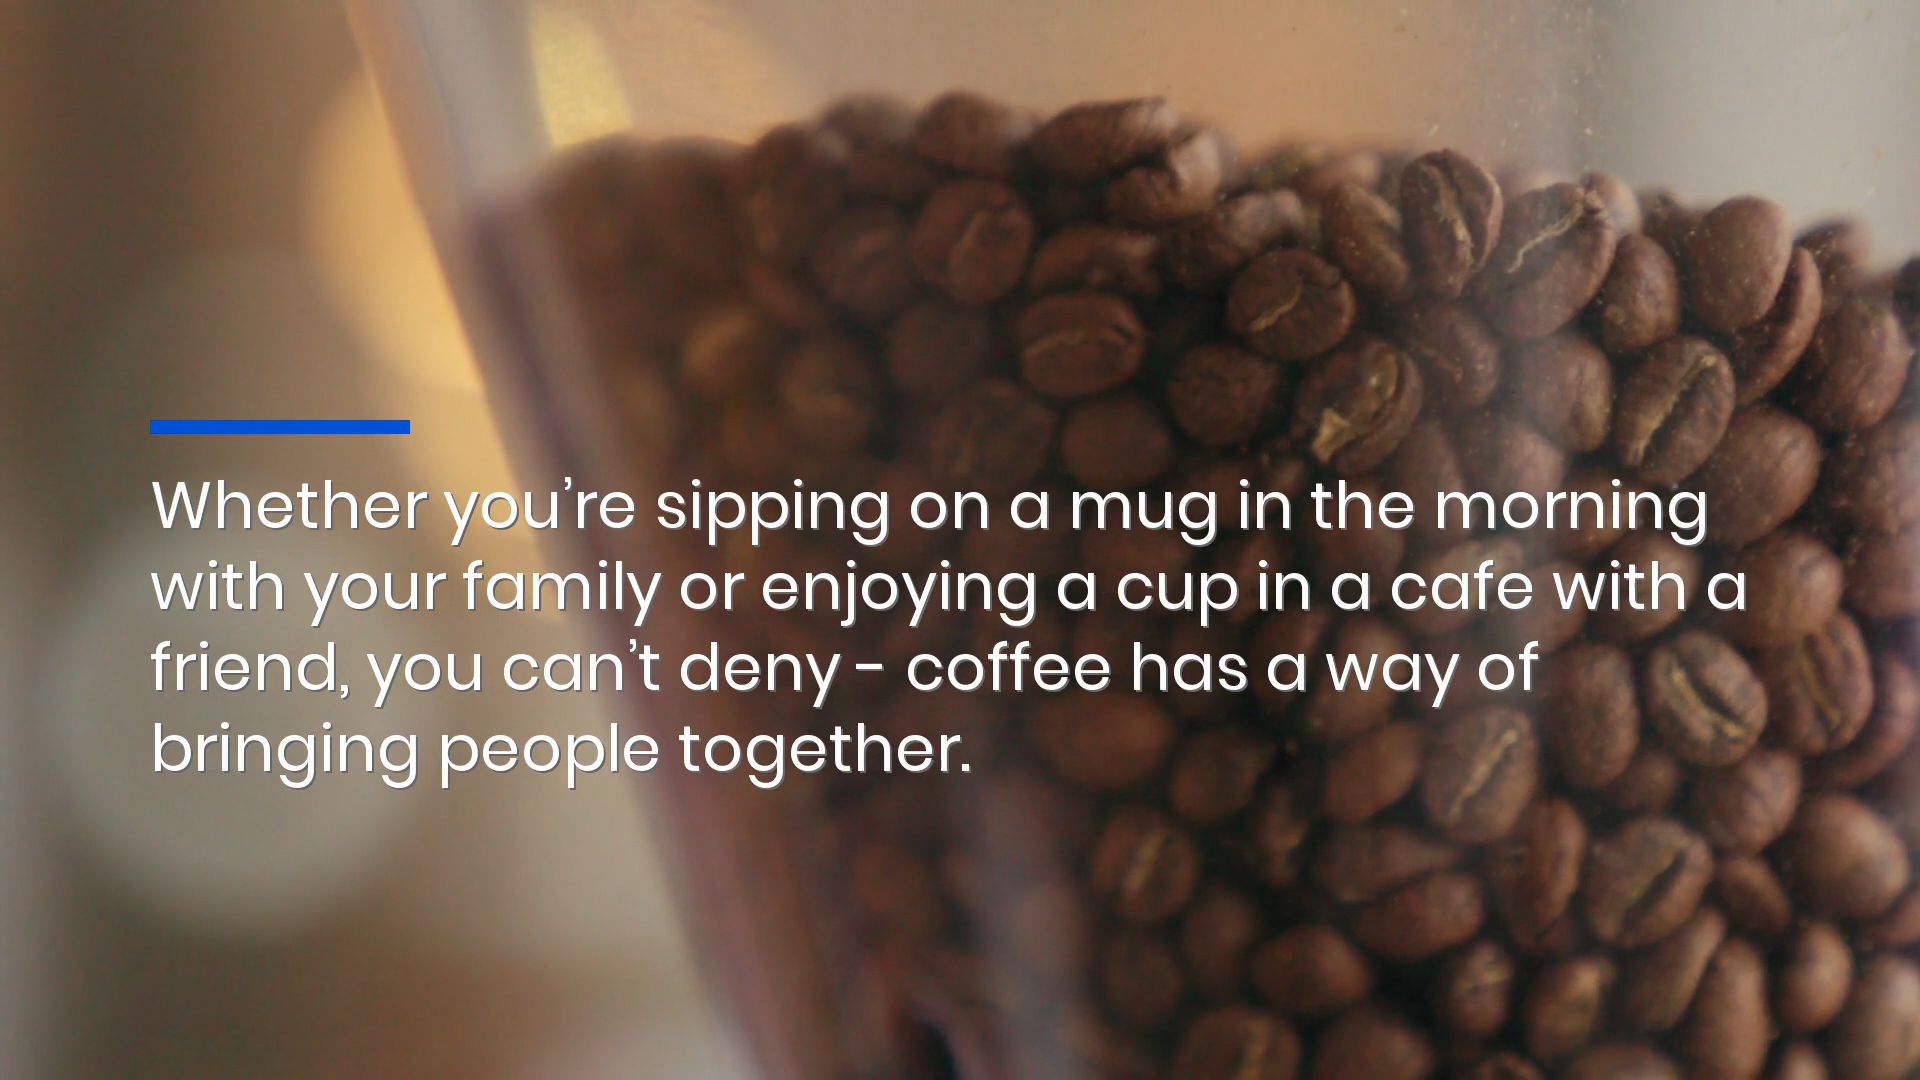 Whether you’re sipping on a mug in the morning
with your family or enjoying a cup in a cafe with a
friend, you can’t deny - coffee has a way of
bringing people together.